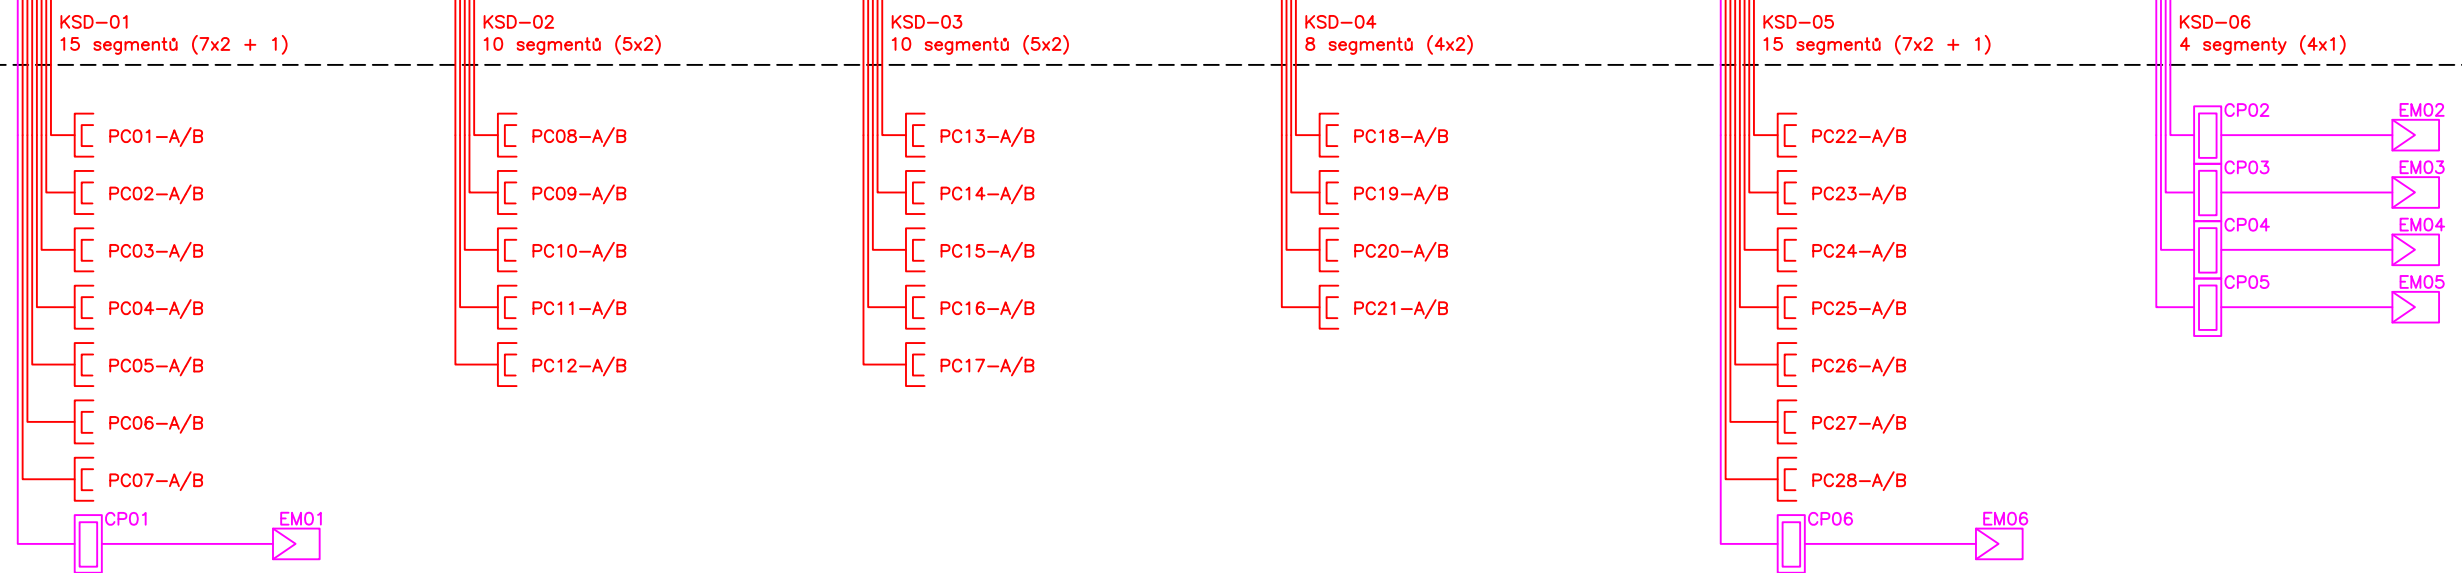 KSD-01
15 segmentů (7x2 + 1)
PC01-A/B
PC02-A/B
PC03-A/B
PC04-A/B
PC05-A/B
PC06-A/B
PC07-A/B
CP01
EM01
KSD-02
10 segmentů (5x2)
PC08-A/B
PC09-A/B
PC10-A/B
PC11-A/B
PC12-A/B
KSD-03
10 segmentů (5x2)
PC13-A/B
PC14-A/B
PC15-A/B
PC16-A/B
PC17-A/B
KSD-04
8 segmentů (4x2)
PC18-A/B
PC19-A/B
PC20-A/B
PC21-A/B
KSD-05
15 segmentů (7x2 + 1)
PC22-A/B
PC23-A/B
PC24-A/B
PC25-A/B
PC26-A/B
PC27-A/B
PC28-A/B
CP06
EM06
KSD-06
4 segmenty (4x1)
CP02
EM02
CP03
EM03
CP04
EM04
CP05
EM05